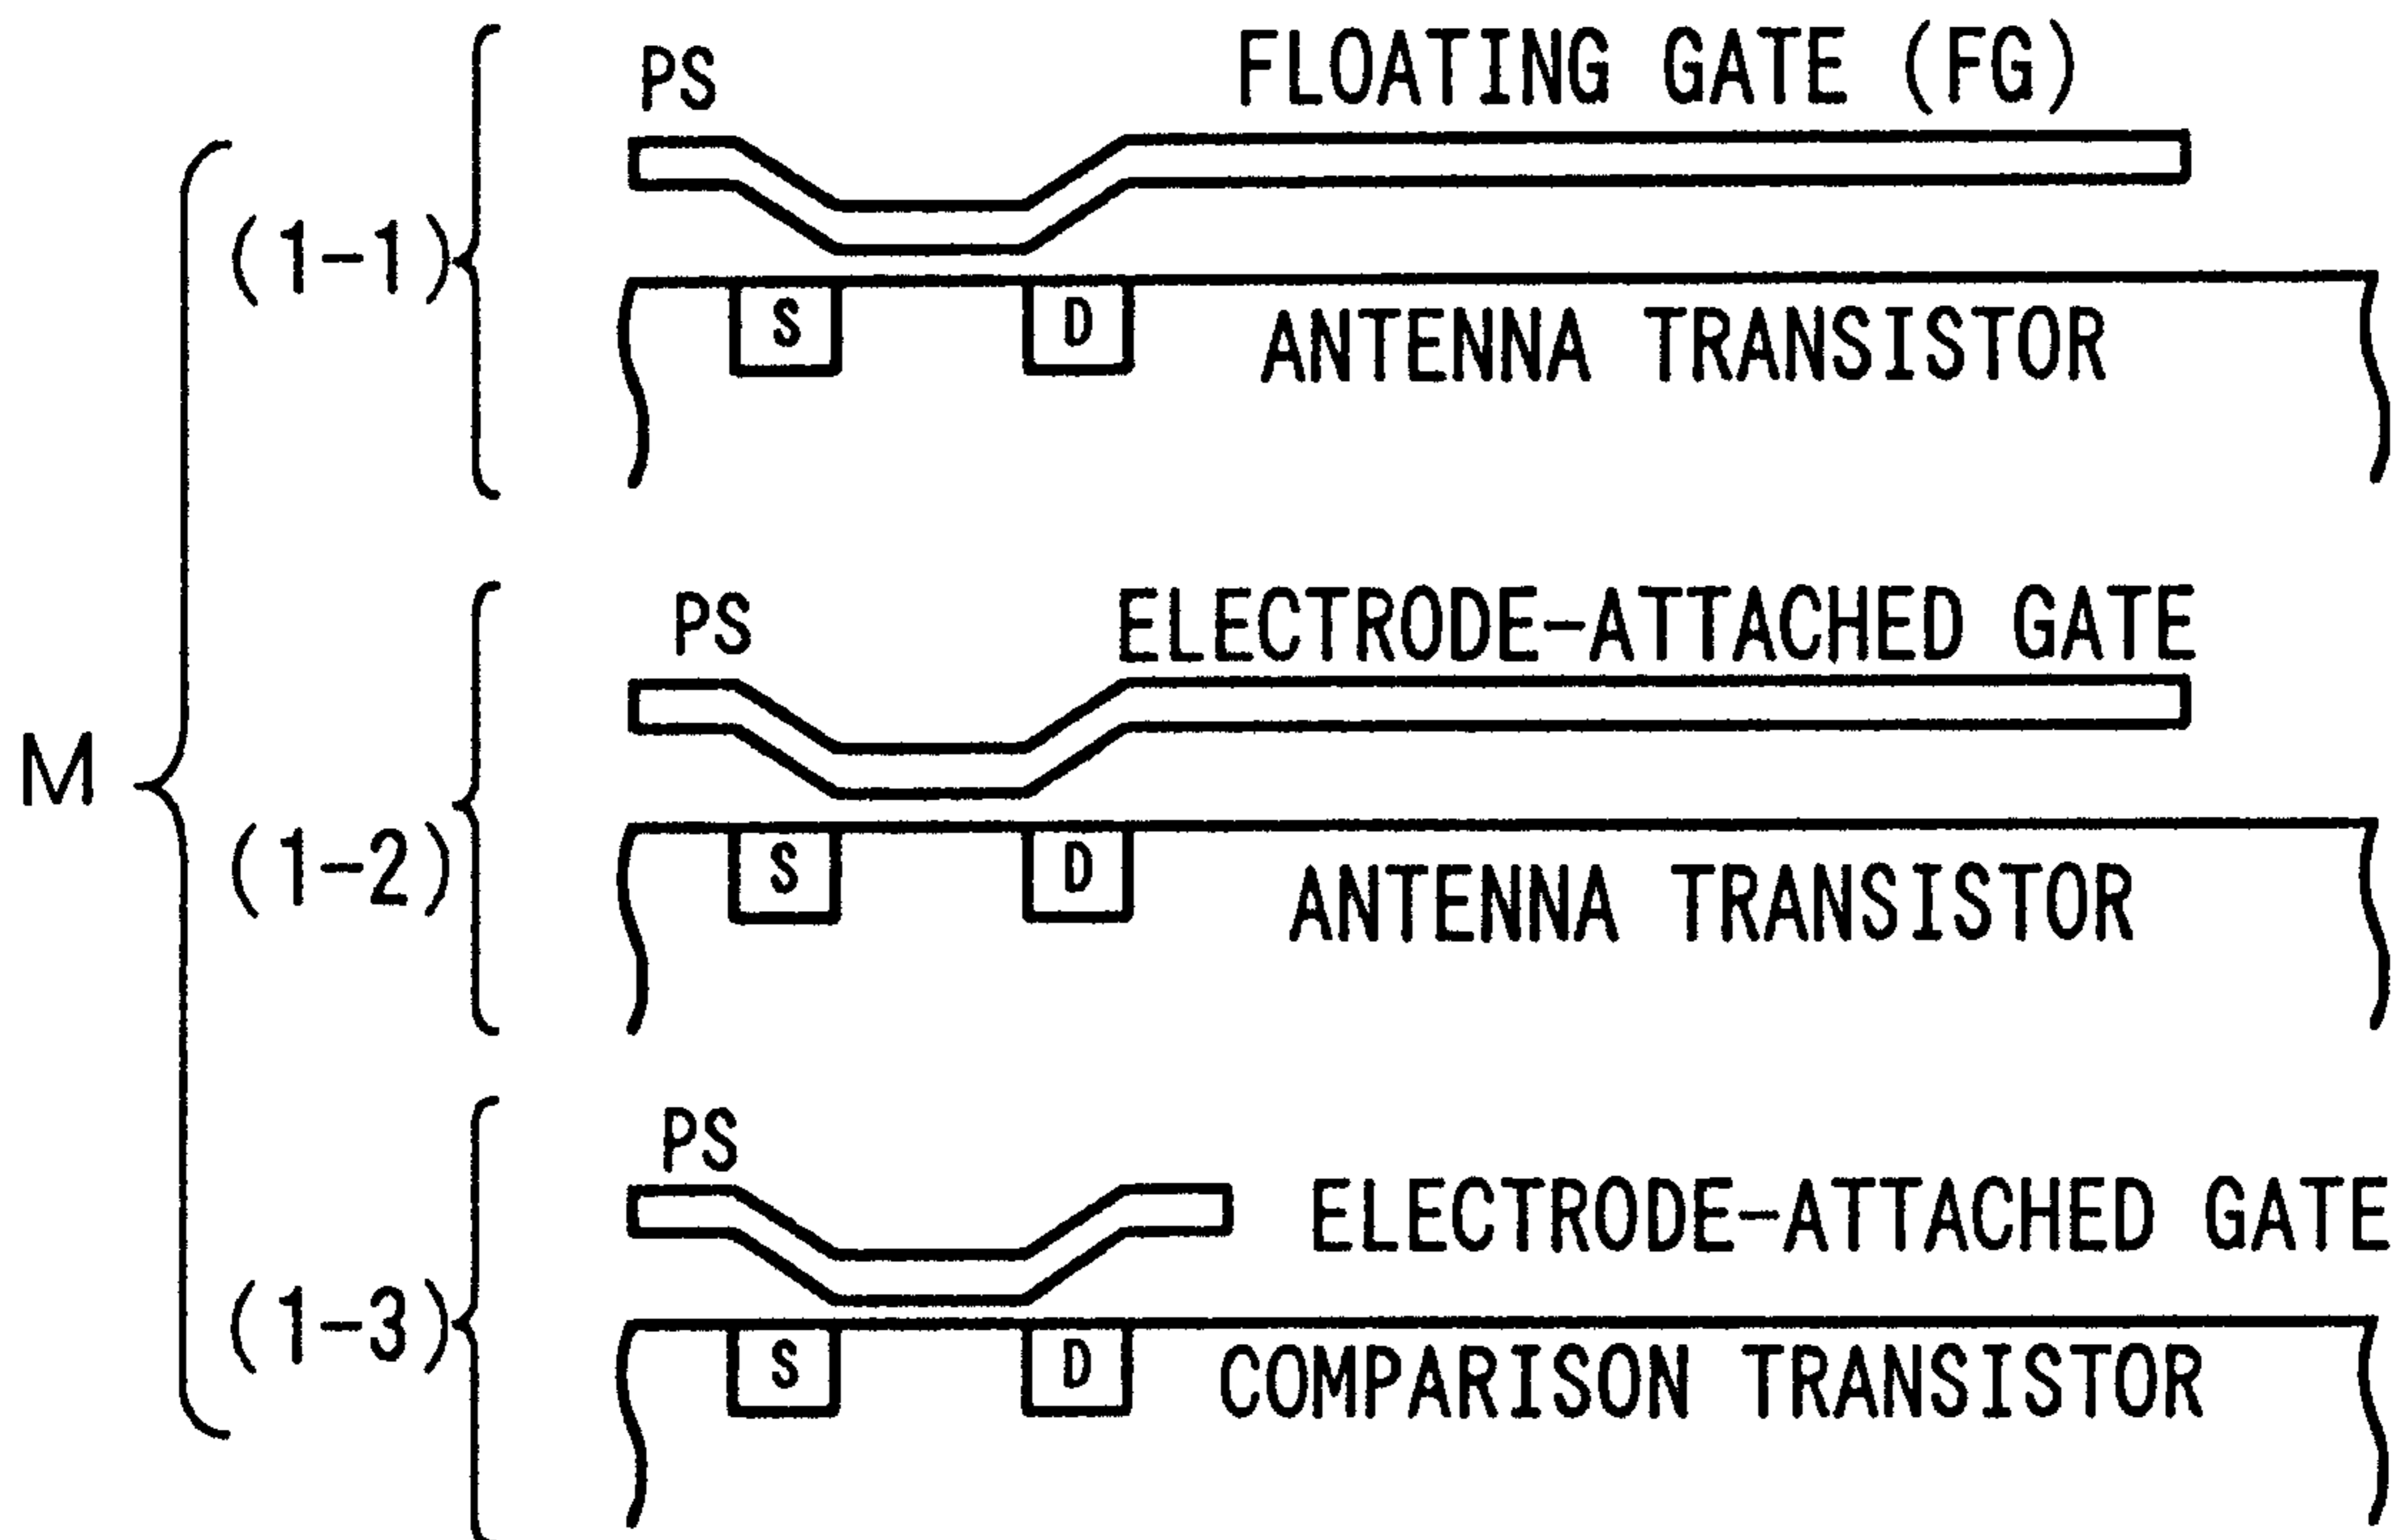 PS
FLOATING GATE (FG)
(1-1)
S
D
ANTENNA TRANSISTOR
PS
ELECTRODE-ATTACHED GATE
M
(1-2)
S
D
ANTENNA TRANSISTOR
PS
ELECTRODE-ATTACHED GATE
(1-3)
S
D
COMPARISON TRANSISTOR